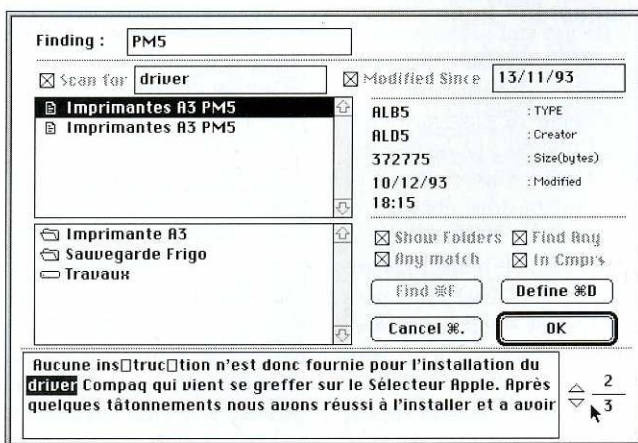 Finding : PM5
Scan for driver Modified Since 13/11/93
Imprimantes A3 PM5
Imprimantes A3 PM5
ALB5 : TYPE
ALD5 : Creator
372775 : Size(bytes)
10/12/93 : Modified
18:15
Imprimante A3
Sauvegarde Frigo
Travaux
Show Folders Find Any
Any match In Cmprs
Find ⌘F Define ⌘D
Cancel ⌘. OK
Aucune ins□truc□tion n'est donc fournie pour l'installation du
driver Compaq qui vient se greffer sur le Sélecteur Apple. Après
quelques tâtonnements nous avons réussi à l'installer et a avoir
2
3